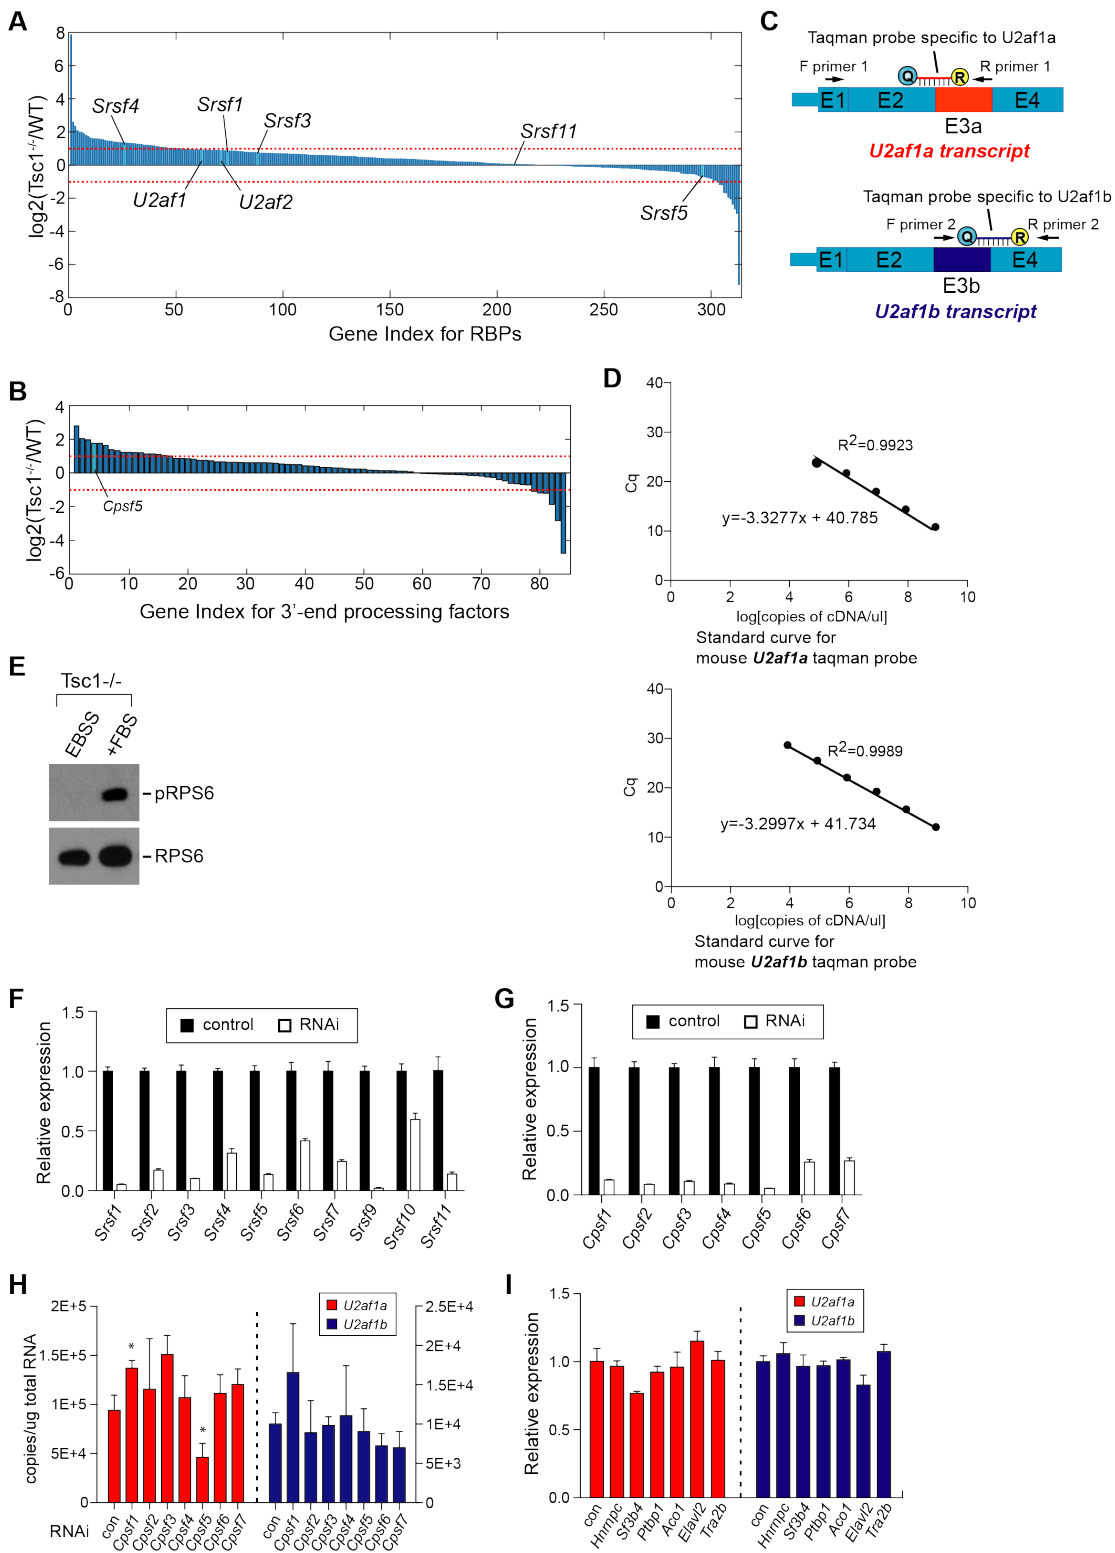 A
8
6
4
2
0
-2
-4
-6
-8
log2(Tsc1-/-/WT)
Srsf4
Srsf1
Srsf3
Srsf11
U2af1
U2af2
Srsf5
0 50 100 150 200 250 300
Gene Index for RBPs
C
Taqman probe specific to U2af1a
F primer 1
Q
R
R primer 1
E1 E2 E4
E3a
U2af1a transcript
Taqman probe specific to U2af1b
F primer 2
Q
R
R primer 2
E1 E2 E4
E3b
U2af1b transcript
B
4
2
0
-2
-4
-6
log2(Tsc1-/-/WT)
Cpsf5
0 10 20 30 40 50 60 70 80
Gene Index for 3'-end processing factors
D
40
30
20
10
0
Cq
R2=0.9923
y=-3.3277x + 40.785
0 2 4 6 8 10
log[copies of cDNA/ul]
Standard curve for
mouse U2af1a taqman probe
40
30
20
10
0
Cq
R2=0.9989
y=-3.2997x + 41.734
0 2 4 6 8 10
log[copies of cDNA/ul]
Standard curve for
mouse U2af1b taqman probe
E
Tsc1-/-
EBSS
+FBS
pRPS6
RPS6
F
1.5
1.0
0.5
0.0
Relative expression
control RNAi
Srsf1 Srsf2 Srsf3 Srsf4 Srsf5 Srsf6 Srsf7 Srsf9 Srsf10 Srsf11
G
1.5
1.0
0.5
0.0
Relative expression
control RNAi
Cpsf1 Cpsf2 Cpsf3 Cpsf4 Cpsf5 Cpsf6 Cpsf7
H
2E+5
1.5E+5
1E+5
5E+4
0
copies/ug total RNA
*
*
U2af1a
U2af1b
2.5E+4
2E+4
1.5E+4
1E+4
5E+3
0
RNAi
con Cpsf1 Cpsf2 Cpsf3 Cpsf4 Cpsf5 Cpsf6 Cpsf7
con Cpsf1 Cpsf2 Cpsf3 Cpsf4 Cpsf5 Cpsf6 Cpsf7
I
1.5
1.0
0.5
0.0
Relative expression
U2af1a
U2af1b
con Hnrnpc Sf3b4 Ptbp1 Aco1 Elavl2 Tra2b
con Hnrnpc Sf3b4 Ptbp1 Aco1 Elavl2 Tra2b